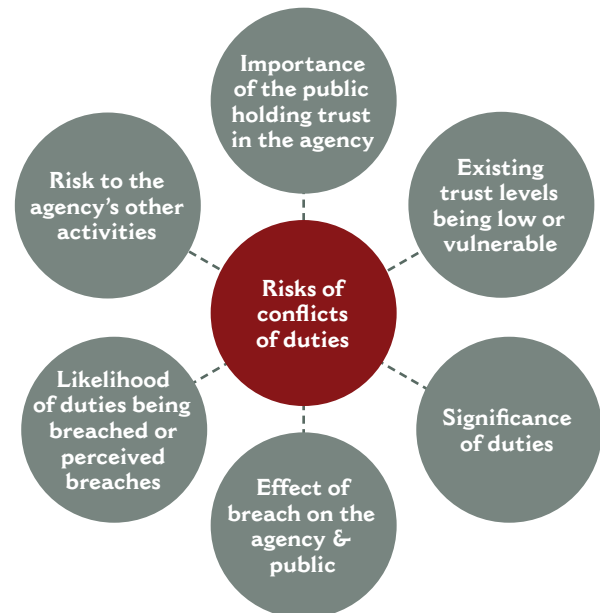 Importance
of the public
holding trust
in the agency
Existing
trust levels
being low or
vulnerable
Significance
of duties
Effect of
breach on the
agency &
public
Likelihood
of duties being
breached or
perceived
breaches
Risk to the
agency’s other
activities
Risks of
conflicts
of duties